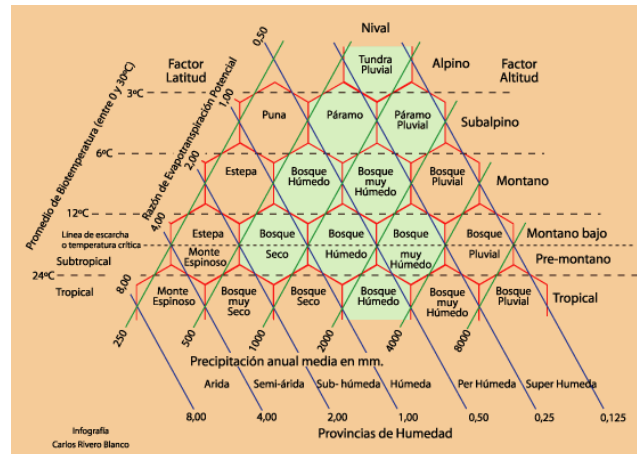 Nival
0,50
Factor
Latitud
Tundra
Pluvial
Alpino
Factor
Altitud
3ºC
1,00
Puna
Páramo
Páramo
Pluvial
Subalpino
6ºC
2,00
Estepa
Bosque
Húmedo
Bosque
muy
Húmedo
Bosque
Pluvial
Montano
12ºC
4,00
Línea de escarcha
o temperatura crítica
Estepa
Monte
Espinoso
Bosque
Seco
Bosque
Húmedo
Bosque
muy
Húmedo
Bosque
Pluvial
Montano bajo
Subtropical
Pre-montano
24ºC
Tropical
8,00
Monte
Espinoso
Bosque
muy
Seco
Bosque
Seco
Bosque
Húmedo
Bosque
muy
Húmedo
Bosque
Pluvial
Tropical
Promedio de Biotemperatura (entre 0 y 30ºC)
Razón de Evapotranspiración Potencial
250
500
1000
2000
4000
8000
Precipitación anual media en mm.
Arida
Semi-árida
Sub- húmeda
Húmeda
Per Húmeda
Super Humeda
8,00
4,00
2,00
1,00
0,50
0,25
0,125
Provincias de Humedad
Infografía
Carlos Rivero Blanco